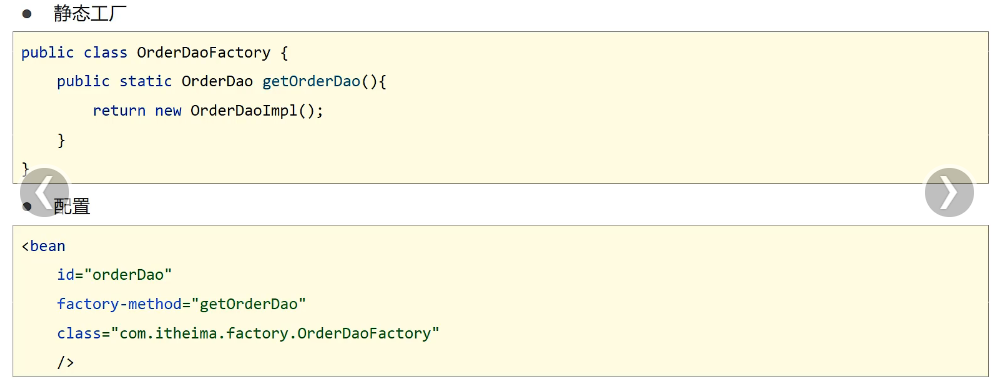 ● 静态工厂
public class OrderDaoFactory {
    public static OrderDao getOrderDao(){
        return new OrderDaoImpl();
    }
}
● 配置
<bean
    id="orderDao"
    factory-method="getOrderDao"
    class="com.itheima.factory.OrderDaoFactory"
    />